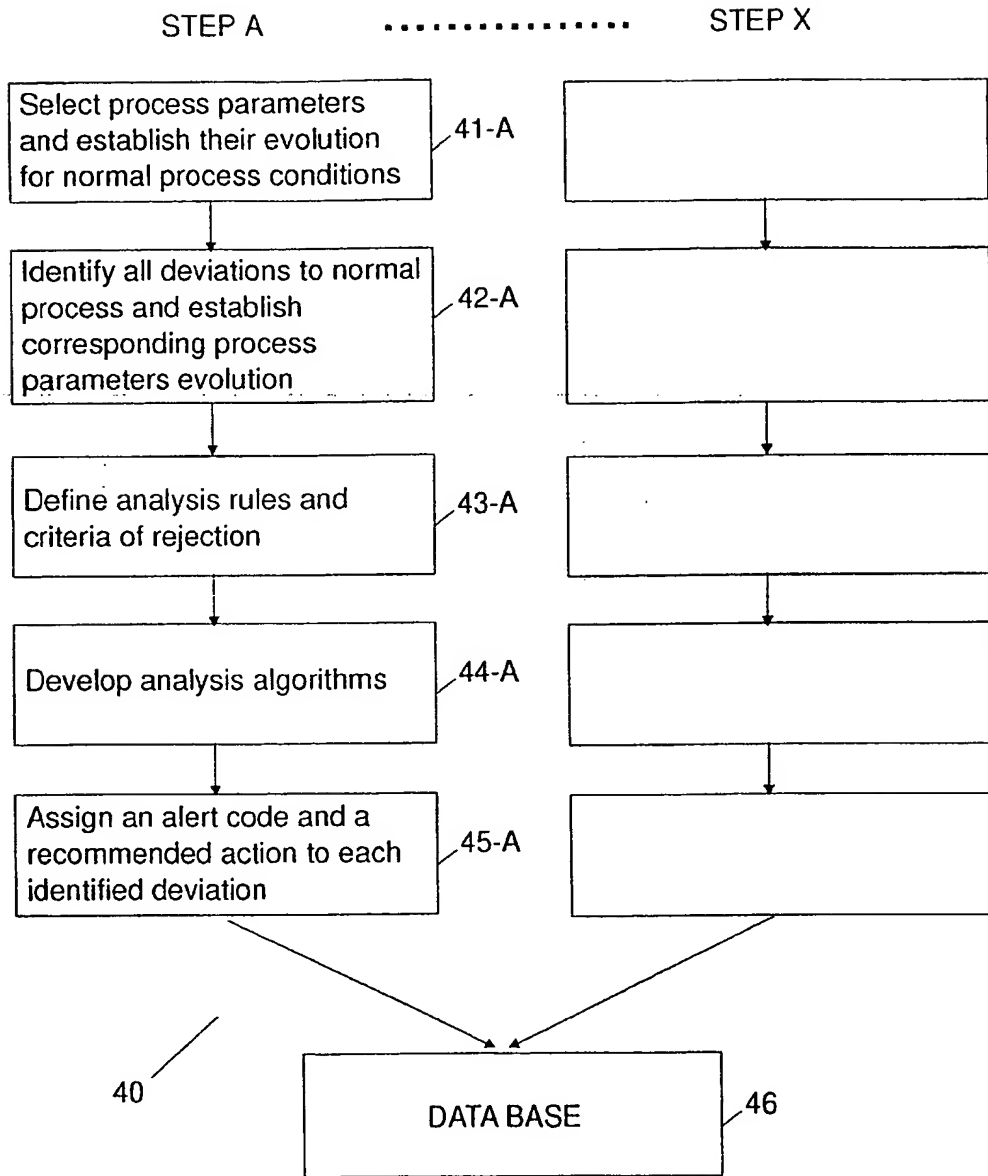 STEP A ............... STEP X
Select process parameters
and establish their evolution
for normal process conditions
41-A
Identify all deviations to normal
process and establish
corresponding process
parameters evolution
42-A
Define analysis rules and
criteria of rejection
43-A
Develop analysis algorithms
44-A
Assign an alert code and a
recommended action to each
identified deviation
45-A
40
DATA BASE
46